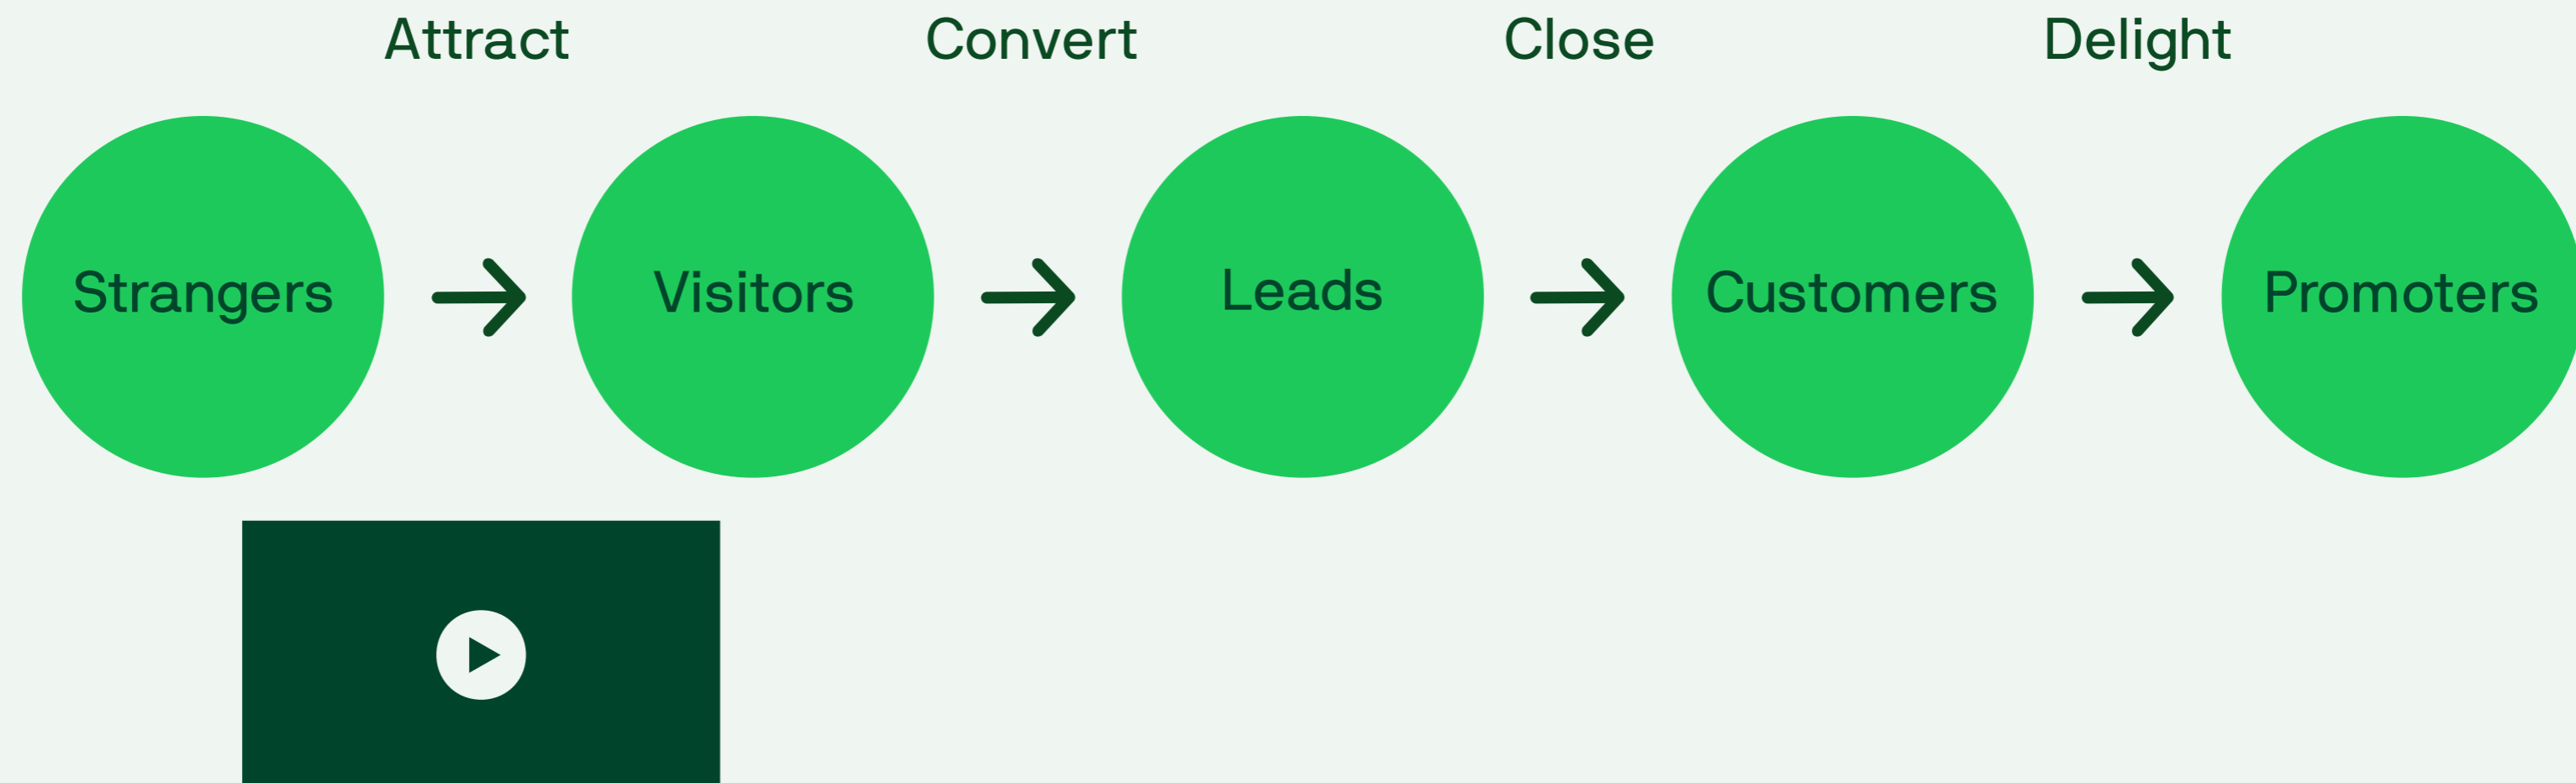 Attract
Convert
Close
Delight
Strangers
Visitors
Leads
Customers
Promoters